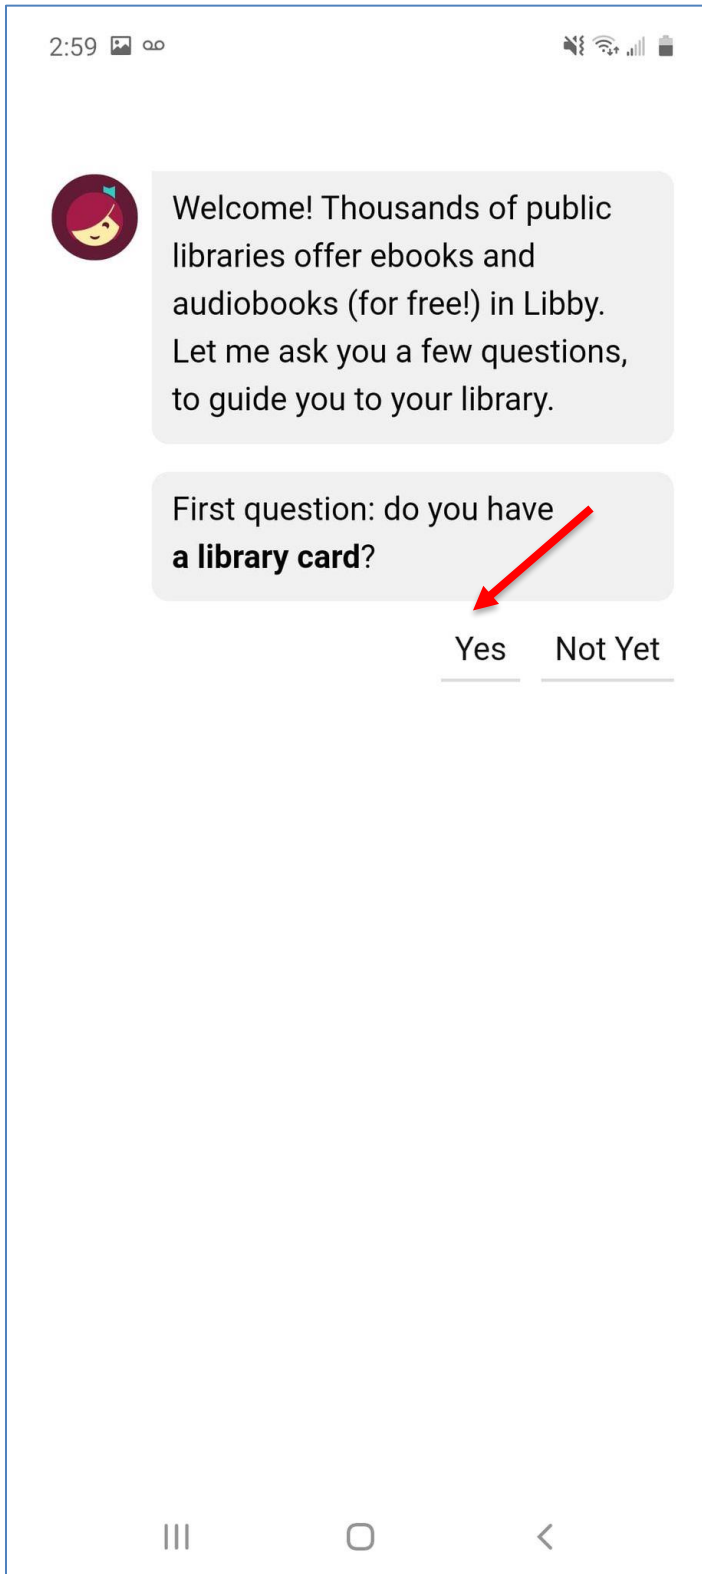 2:59
Welcome! Thousands of public
libraries offer ebooks and
audiobooks (for free!) in Libby.
Let me ask you a few questions,
to guide you to your library.
First question: do you have
a library card?
Yes Not Yet